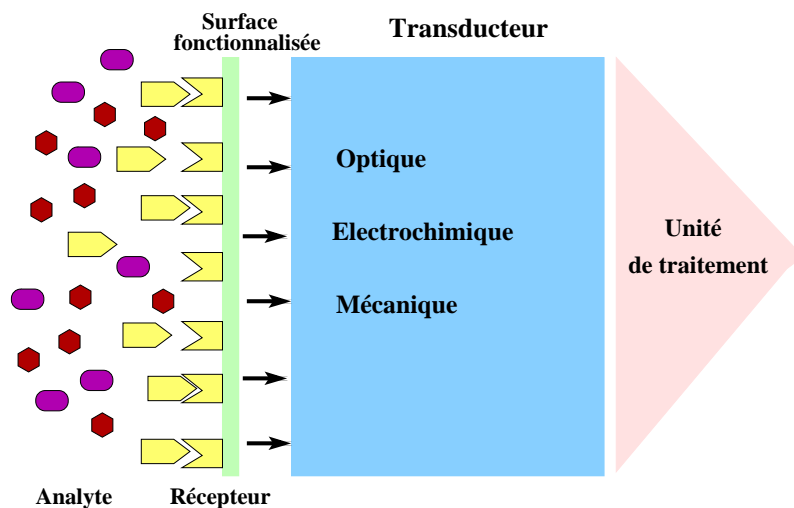 Surface
fonctionnalisée
Transducteur
Optique
Electrochimique
Mécanique
Unité
de traitement
Analyte
Récepteur